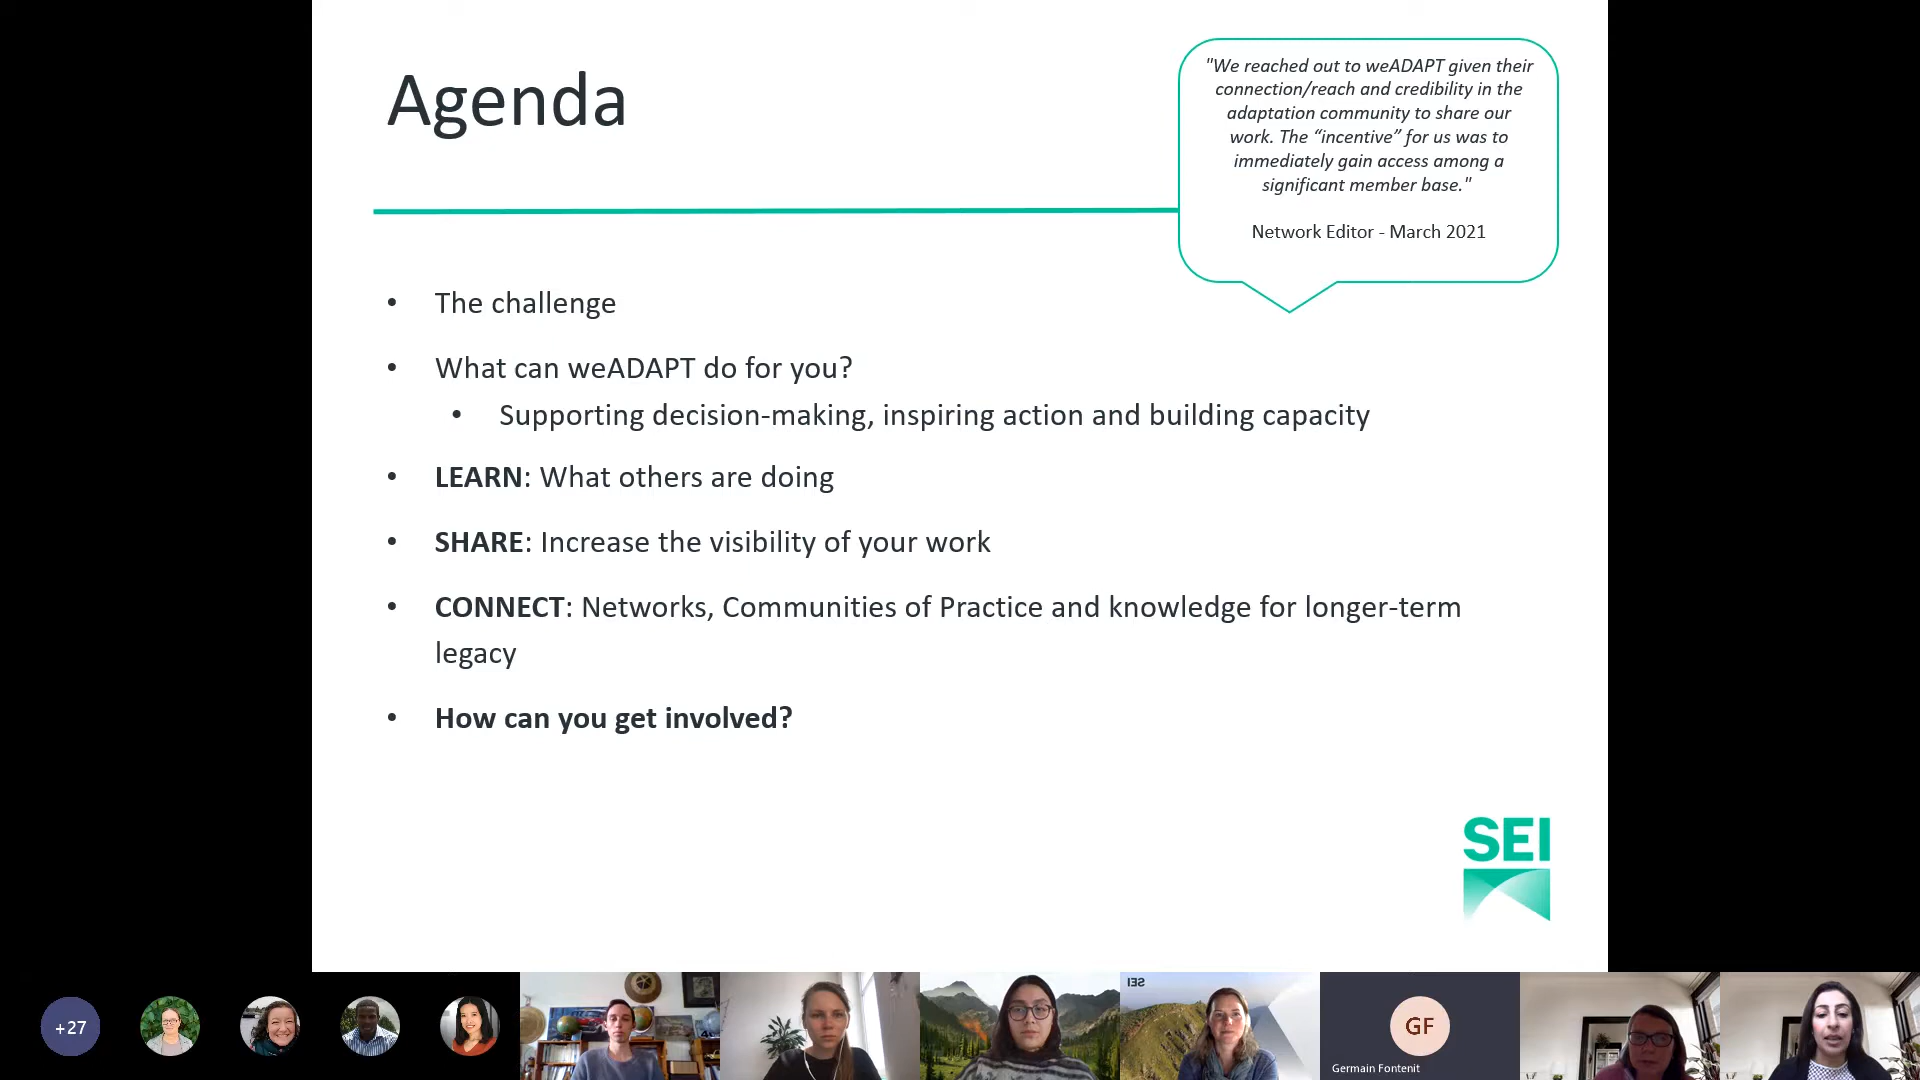 Agenda
"We reached out to weADAPT given their
connection/reach and credibility in the
adaptation community to share our
work. The “incentive” for us was to
immediately gain access among a
significant member base."
Network Editor - March 2021
• The challenge
• What can weADAPT do for you?
• Supporting decision-making, inspiring action and building capacity
• LEARN: What others are doing
• SHARE: Increase the visibility of your work
• CONNECT: Networks, Communities of Practice and knowledge for longer-term
legacy
• How can you get involved?
SEI
+27
SEI
GF
Germain Fontenit